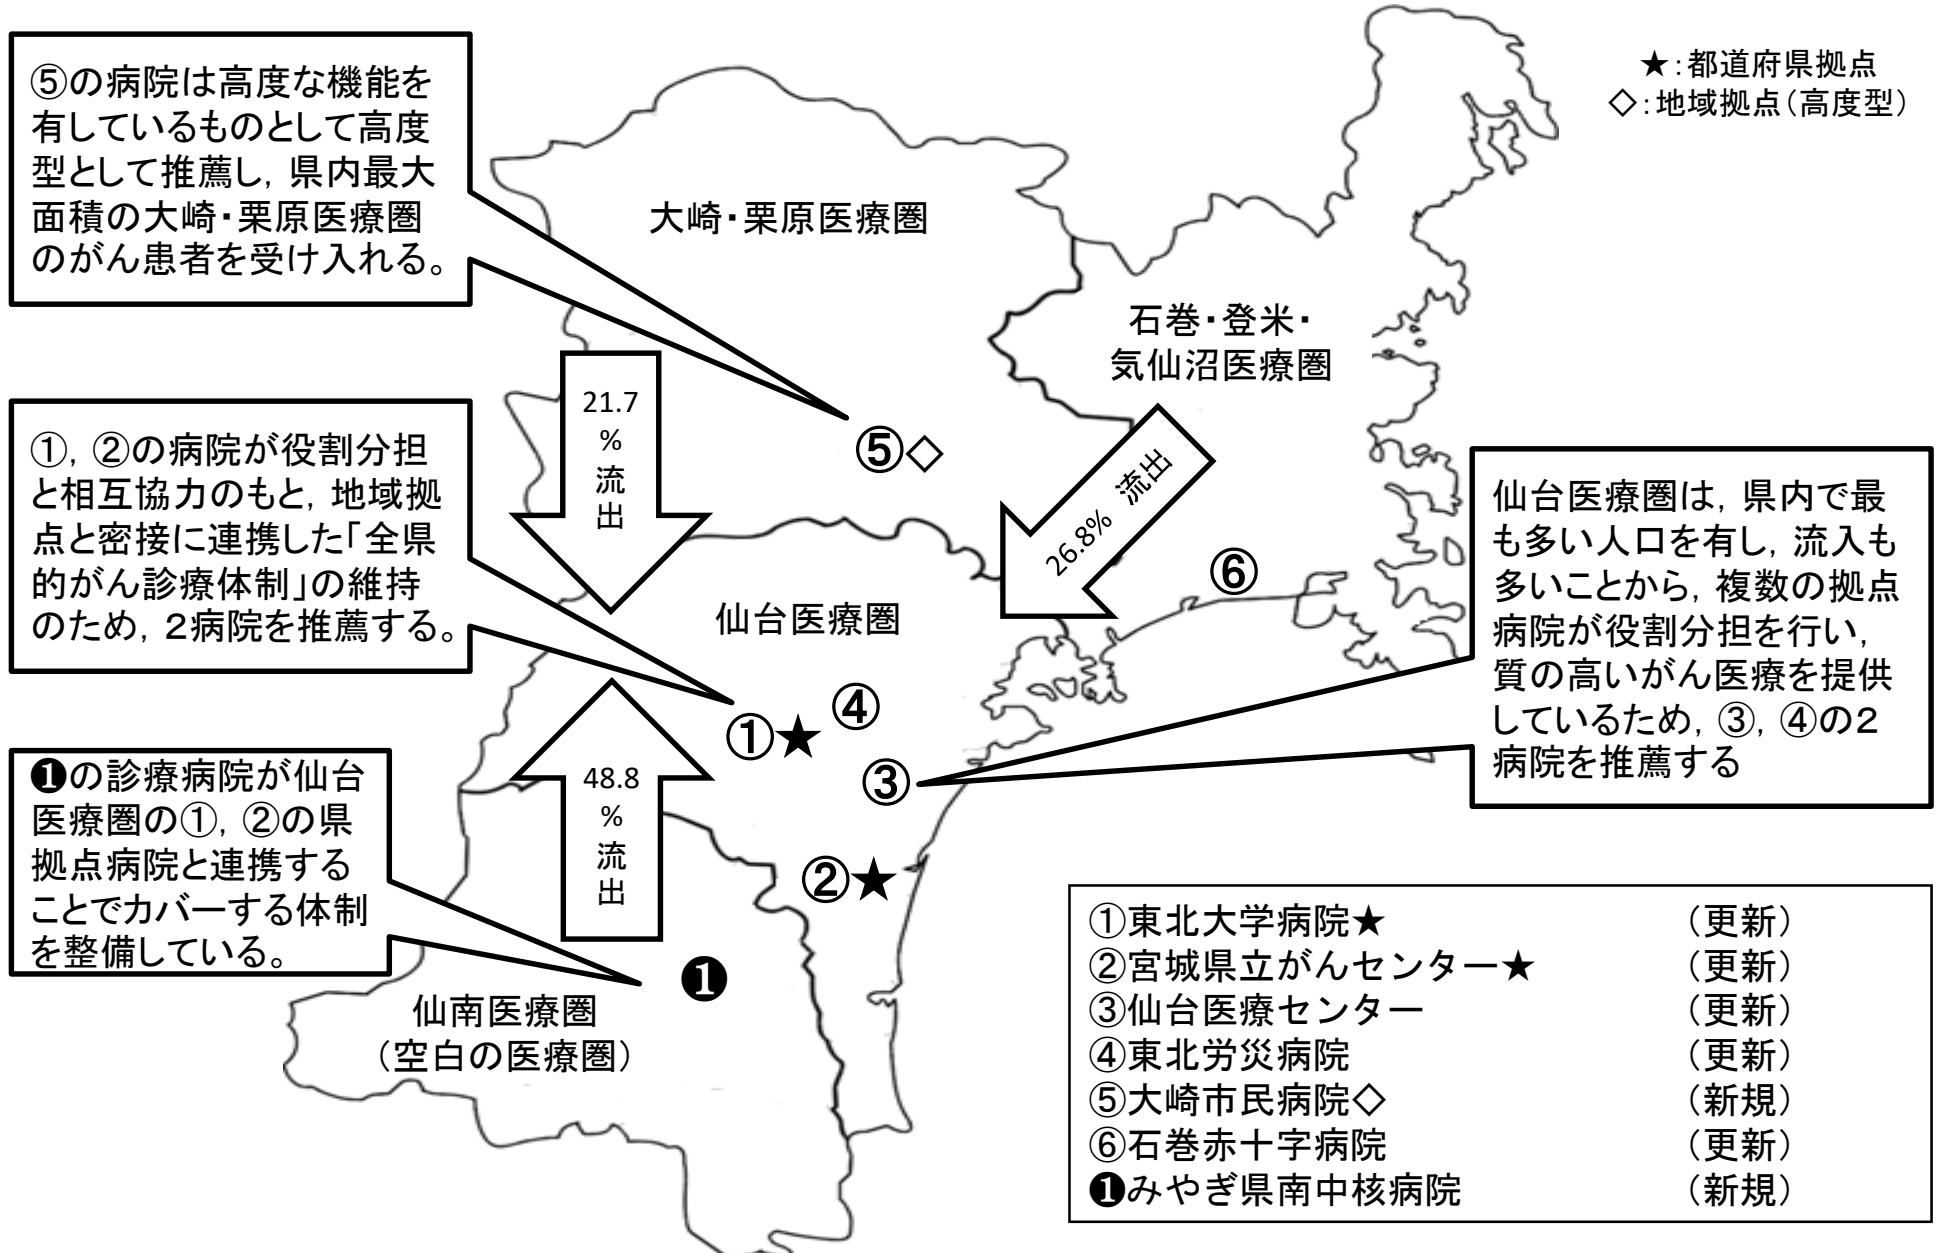 ⑤の病院は高度な機能を
有しているものとして高度
型として推薦し，県内最大
面積の大崎・栗原医療圏
のがん患者を受け入れる。
★：都道府県拠点
◇：地域拠点（高度型）
大崎・栗原医療圏
石巻・登米・
気仙沼医療圏
21.7
%
流
出
⑤◇
26.8% 流出
⑥
①，②の病院が役割分担
と相互協力のもと，地域拠
点と密接に連携した「全県
的がん診療体制」の維持
のため，２病院を推薦する。
仙台医療圏は，県内で最
も多い人口を有し，流入も
多いことから，複数の拠点
病院が役割分担を行い，
質の高いがん医療を提供
しているため，③，④の２
病院を推薦する
仙台医療圏
④
①★
③
②★
❶の診療病院が仙台
医療圏の①，②の県
拠点病院と連携する
ことでカバーする体制
を整備している。
48.8
%
流
出
❶
仙南医療圏
（空白の医療圏）
①東北大学病院★ （更新）
②宮城県立がんセンター★ （更新）
③仙台医療センター （更新）
④東北労災病院 （更新）
⑤大崎市民病院◇ （新規）
⑥石巻赤十字病院 （更新）
❶みやぎ県南中核病院 （新規）